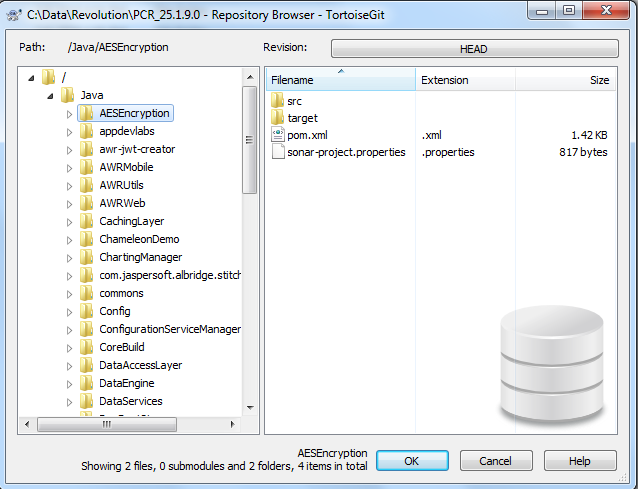 C:\Data\Revolution\PCR_25.1.9.0 - Repository Browser - TortoiseGit
Path: /Java/AESEncryption Revision: HEAD
/
Java
AESEncryption
appdevlabs
awr-jwt-creator
AWRMobile
AWRUtils
AWRWeb
CachingLayer
ChameleonDemo
ChartingManager
com.jaspersoft.albridge.stitch
commons
Config
ConfigurationServiceManager
CoreBuild
DataAccessLayer
DataEngine
DataServices
Filename Extension Size
src
target
pom.xml .xml 1.42 KB
sonar-project.properties .properties 817 bytes
AESEncryption
Showing 2 files, 0 submodules and 2 folders, 4 items in total
OK Cancel Help